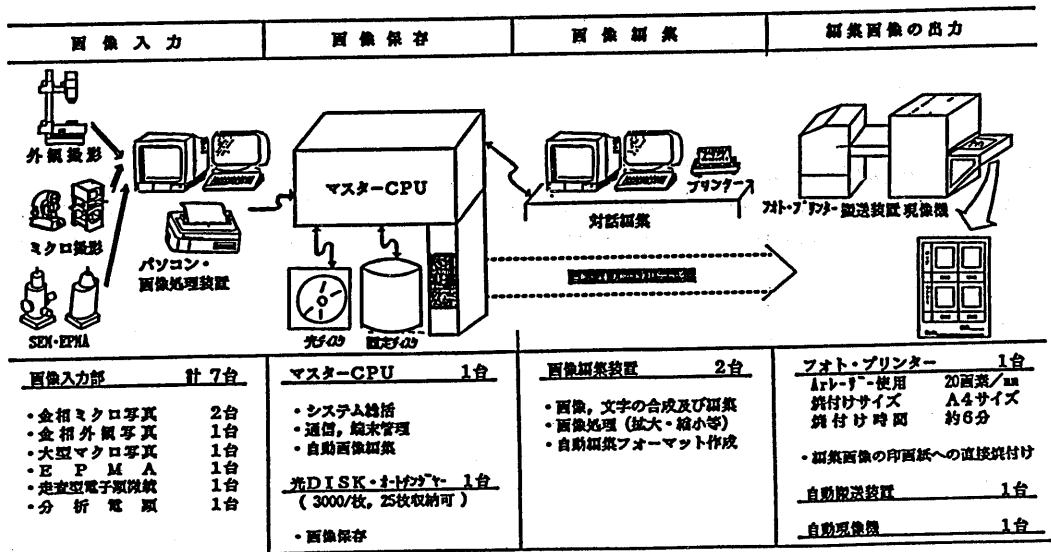 画像入力
画像保存
画像編集
編集画像の出力
外観撮影
ミクロ撮影
SEM・EPMA
パソコン・
画像処理装置
マスターCPU
光ディスク
固定ディスク
プリンター
対話編集
フォト・プリンター 搬送装置 現像機
画像入力部 計 7台
・金相ミクロ写真 2台
・金相外観写真 1台
・大型マクロ写真 1台
・E P M A 1台
・走査型電子顕微鏡 1台
・分析電顕 1台
マスターCPU 1台
・システム総括
・通信，端末管理
・自動画像編集
光DISK・オートチェンジャー 1台
( 3000/枚，25枚収納可 )
・画像保存
画像編集装置 2台
・画像，文字の合成及び編集
・画像処理（拡大・縮小等）
・自動編集フォーマット作成
フォト・プリンター 1台
Arレーザー使用 20画素/mm
焼付けサイズ A4サイズ
焼付け時間 約6分
・編集画像の印画紙への直接焼付け
自動搬送装置 1台
自動現像機 1台